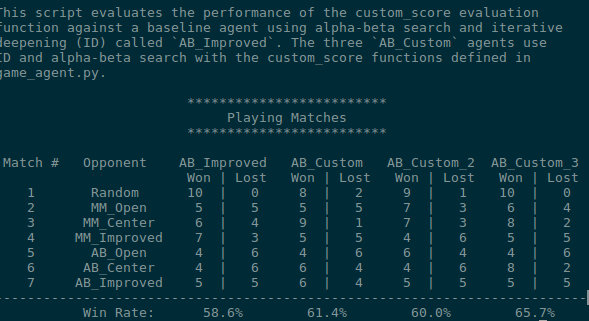 This script evaluates the performance of the custom_score evaluation
function against a baseline agent using alpha-beta search and iterative
deepening (ID) called `AB_Improved`. The three `AB_Custom` agents use
ID and alpha-beta search with the custom_score functions defined in
game_agent.py.
*************************
Playing Matches
*************************
Match # Opponent AB_Improved AB_Custom AB_Custom_2 AB_Custom_3
Won | Lost Won | Lost Won | Lost Won | Lost
1 Random 10 | 0 8 | 2 9 | 1 10 | 0
2 MM_Open 5 | 5 5 | 5 7 | 3 6 | 4
3 MM_Center 6 | 4 9 | 1 7 | 3 8 | 2
4 MM_Improved 7 | 3 5 | 5 4 | 6 5 | 5
5 AB_Open 4 | 6 4 | 6 6 | 4 4 | 6
6 AB_Center 4 | 6 6 | 4 4 | 6 8 | 2
7 AB_Improved 5 | 5 6 | 4 5 | 5 5 | 5
--------------------------------------------------------------------------
Win Rate: 58.6% 61.4% 60.0% 65.7%